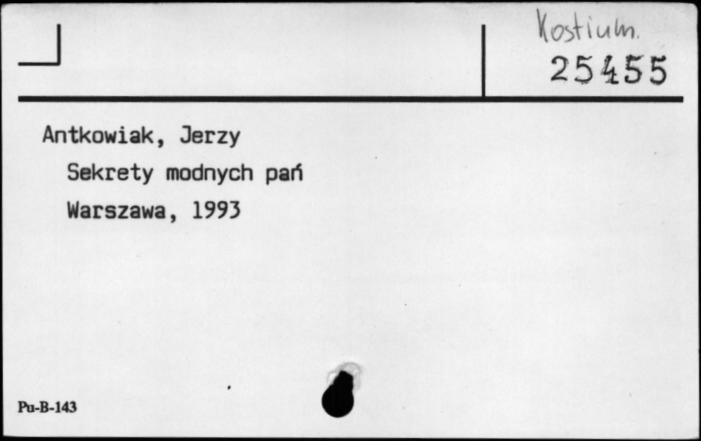 Kostium.
25455
Antkowiak, Jerzy
Sekrety modnych pań
Warszawa, 1993
Pu-B-143